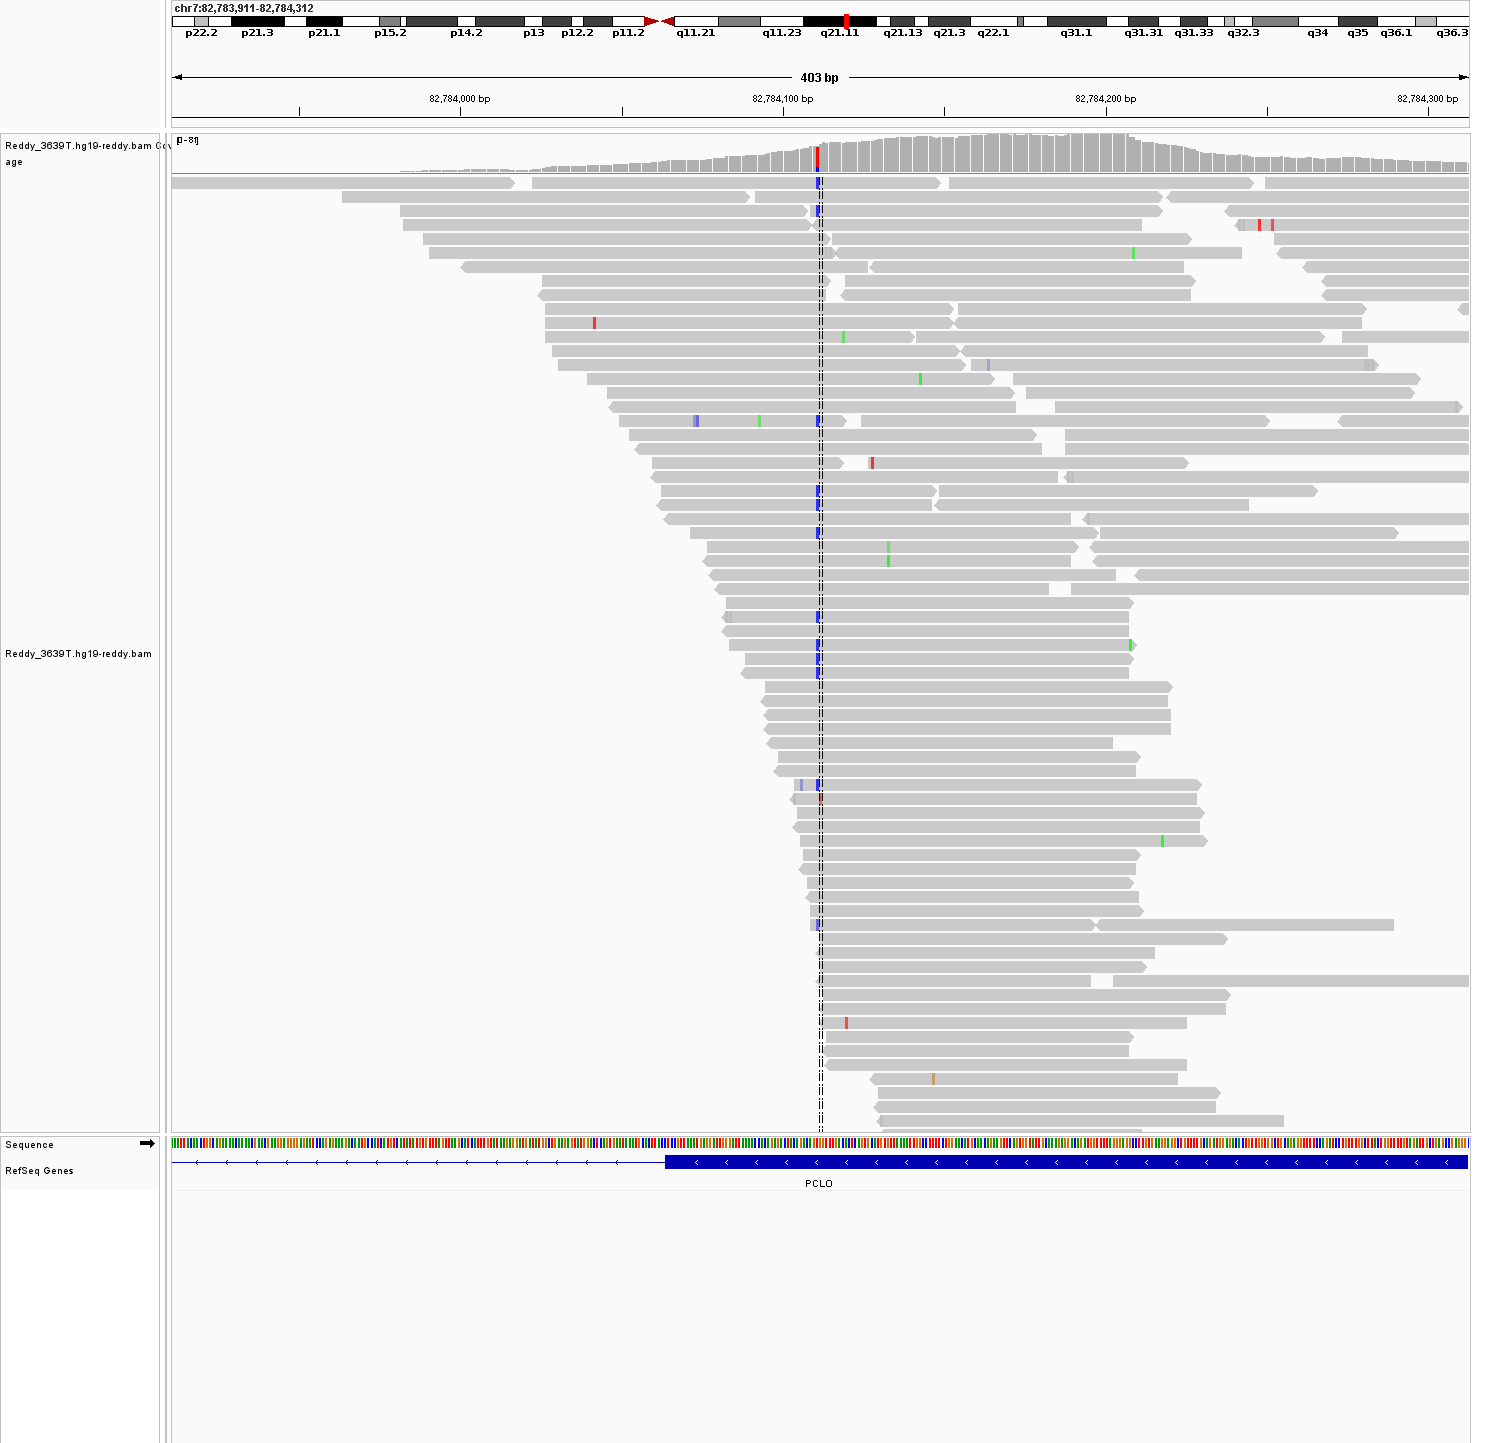 chr7:82,783,911-82,784,312
p22.2 p21.3 p21.1 p15.2 p14.2 p13 p12.2 p11.2 q11.21 q11.23 q21.11 q21.13 q21.3 q22.1 q31.1 q31.31 q31.33 q32.3 q34 q35 q36.1 q36.3
403 bp
82,784,000 bp 82,784,100 bp 82,784,200 bp 82,784,300 bp
[0-81]
Reddy_3639T.hg19-reddy.bam Cov
age
Reddy_3639T.hg19-reddy.bam
Sequence
RefSeq Genes
PCLO